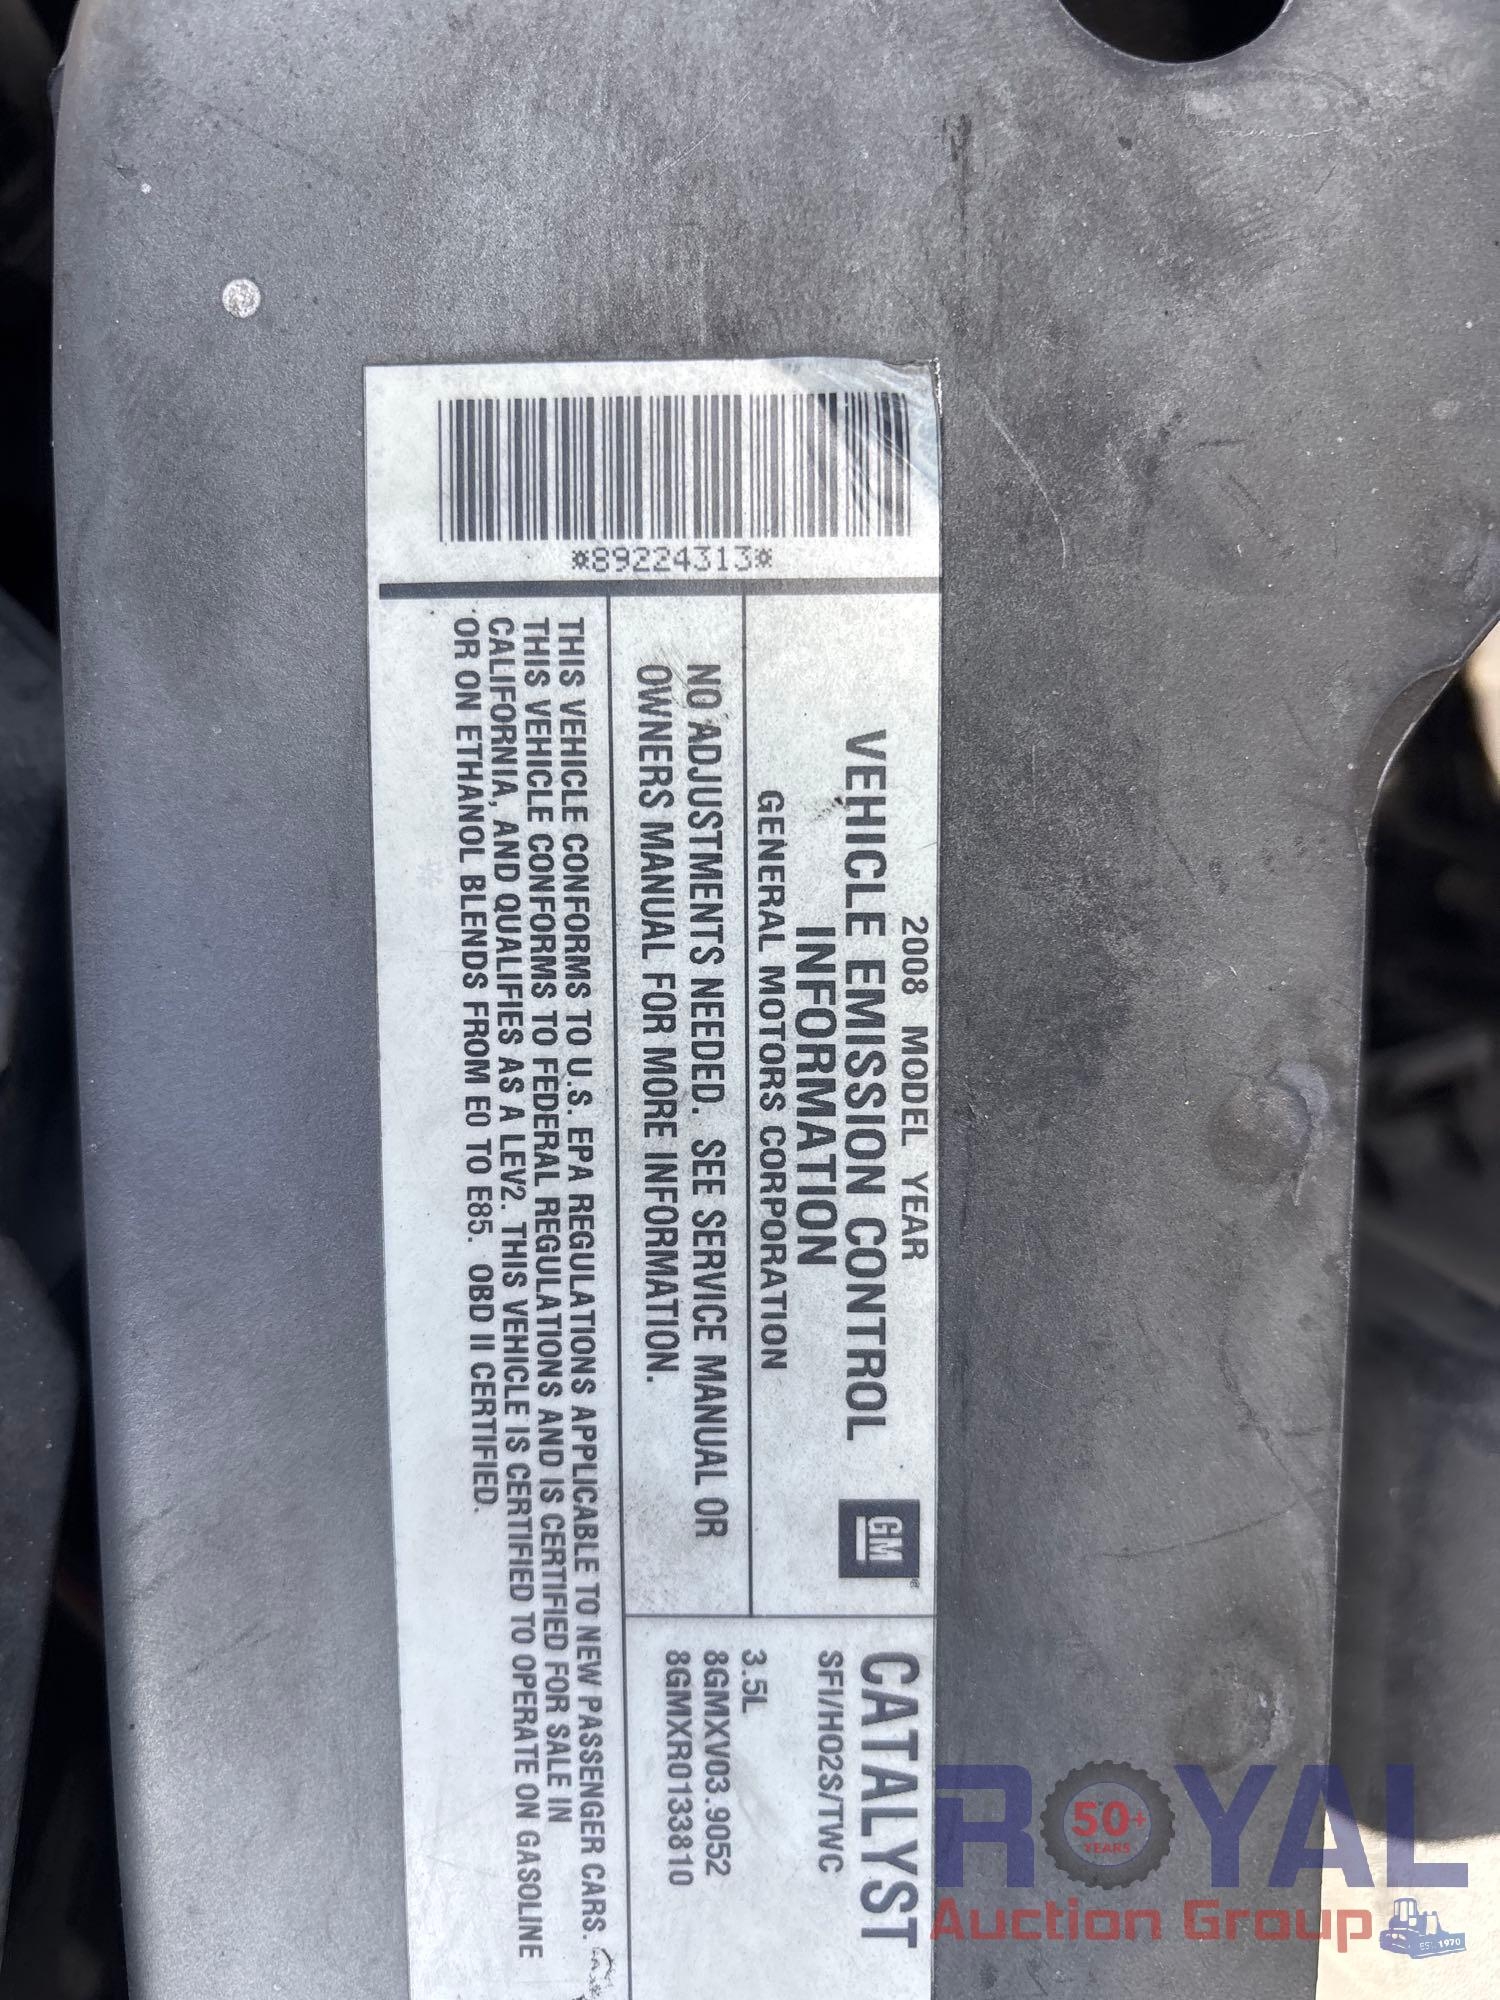 *89224313*
2008 MODEL YEAR
VEHICLE EMISSION CONTROL
INFORMATION
GENERAL MOTORS CORPORATION
GM
CATALYST
SFI/HO2S/TWC
3.5L
8GMXV03.9052
8GMXR0133810
NO ADJUSTMENTS NEEDED. SEE SERVICE MANUAL OR
OWNERS MANUAL FOR MORE INFORMATION.
THIS VEHICLE CONFORMS TO U.S. EPA REGULATIONS APPLICABLE TO NEW PASSENGER CARS.
THIS VEHICLE CONFORMS TO FEDERAL REGULATIONS AND IS CERTIFIED FOR SALE IN
CALIFORNIA, AND QUALIFIES AS A LEV2. THIS VEHICLE IS CERTIFIED TO OPERATE ON GASOLINE
OR ON ETHANOL BLENDS FROM E0 TO E85. OBD II CERTIFIED.
ROYAL
50+
YEARS
Auction Group
EST. 1970